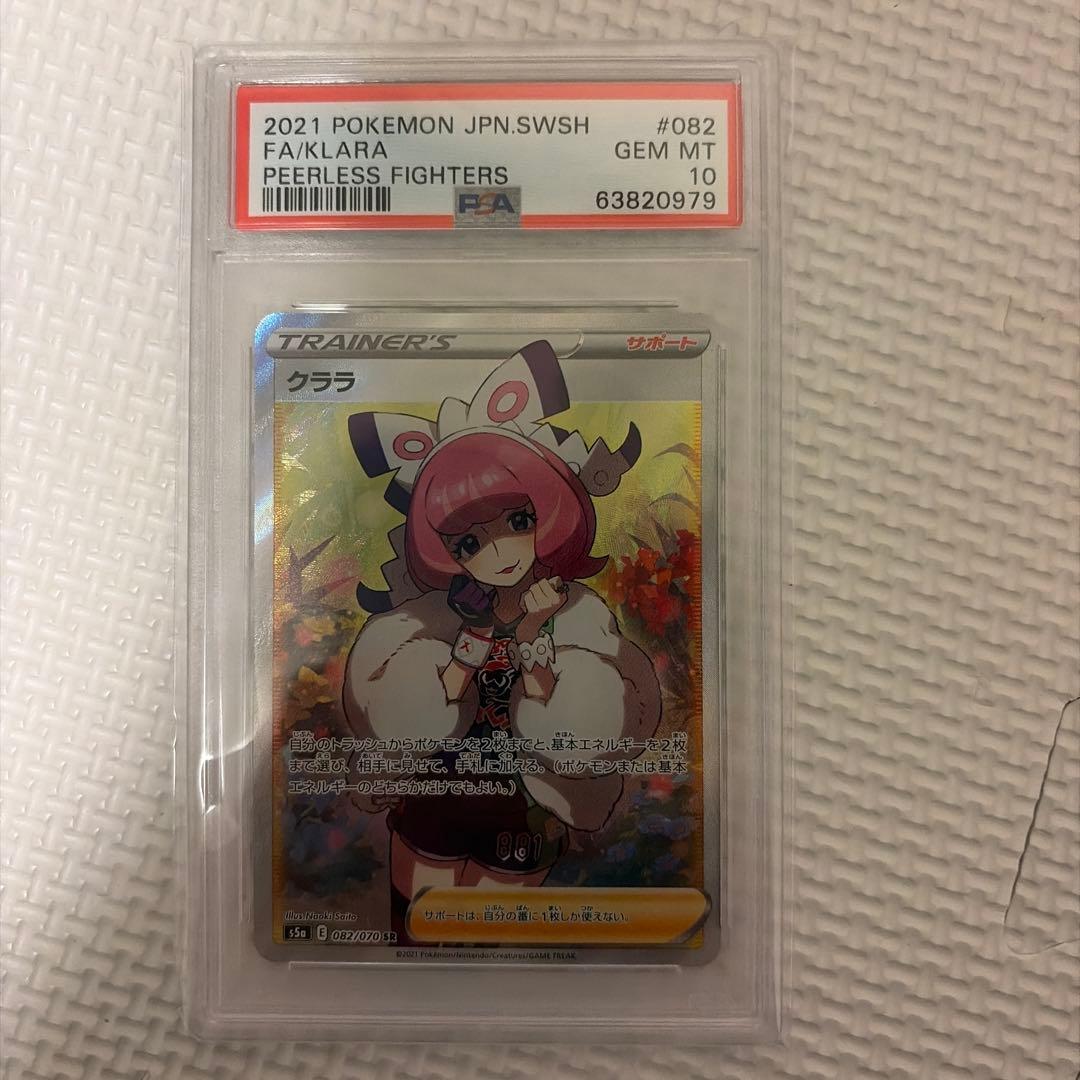 2021 POKEMON JPN.SWSH #082
FA/KLARA GEM MT
PEERLESS FIGHTERS 10
PSA 63820979
TRAINER'S サポート
クララ
自分のトラッシュからポケモンを2枚までと、基本エネルギーを2枚
まで選び、相手に見せて、手札に加える。（ポケモンまたは基本
エネルギーのどちらかだけでもよい。）
881
Illus. Naoki Saito
サポートは、自分の番に1枚しか使えない。
s5a E 082/070 SR
©2021 Pokémon/Nintendo/Creatures/GAME FREAK.